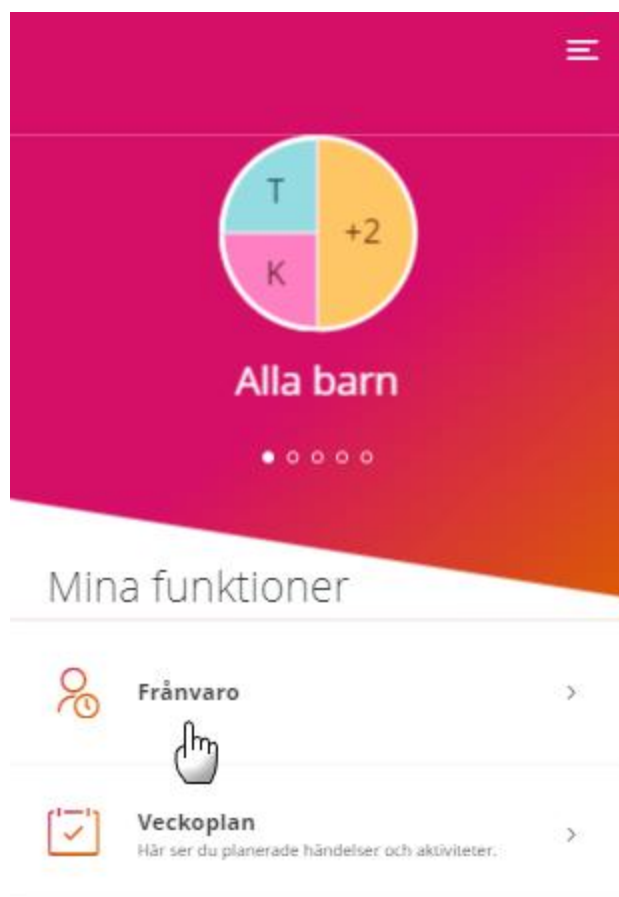 T
+2
K
Alla barn
Mina funktioner
Frånvaro
Veckoplan
Här ser du planerade händelser och aktiviteter.